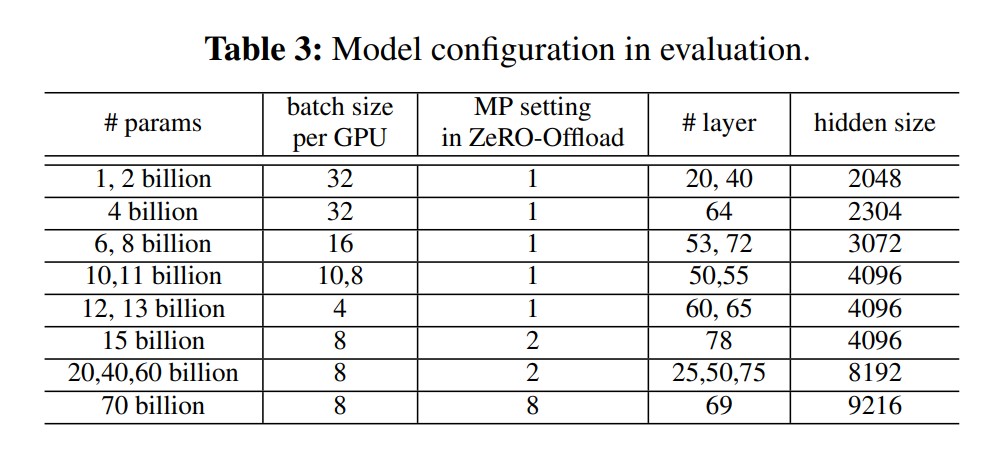 Table 3: Model configuration in evaluation.
# params batch size per GPU MP setting in ZeRO-Offload # layer hidden size
1, 2 billion 32 1 20, 40 2048
4 billion 32 1 64 2304
6, 8 billion 16 1 53, 72 3072
10,11 billion 10,8 1 50,55 4096
12, 13 billion 4 1 60, 65 4096
15 billion 8 2 78 4096
20,40,60 billion 8 2 25,50,75 8192
70 billion 8 8 69 9216